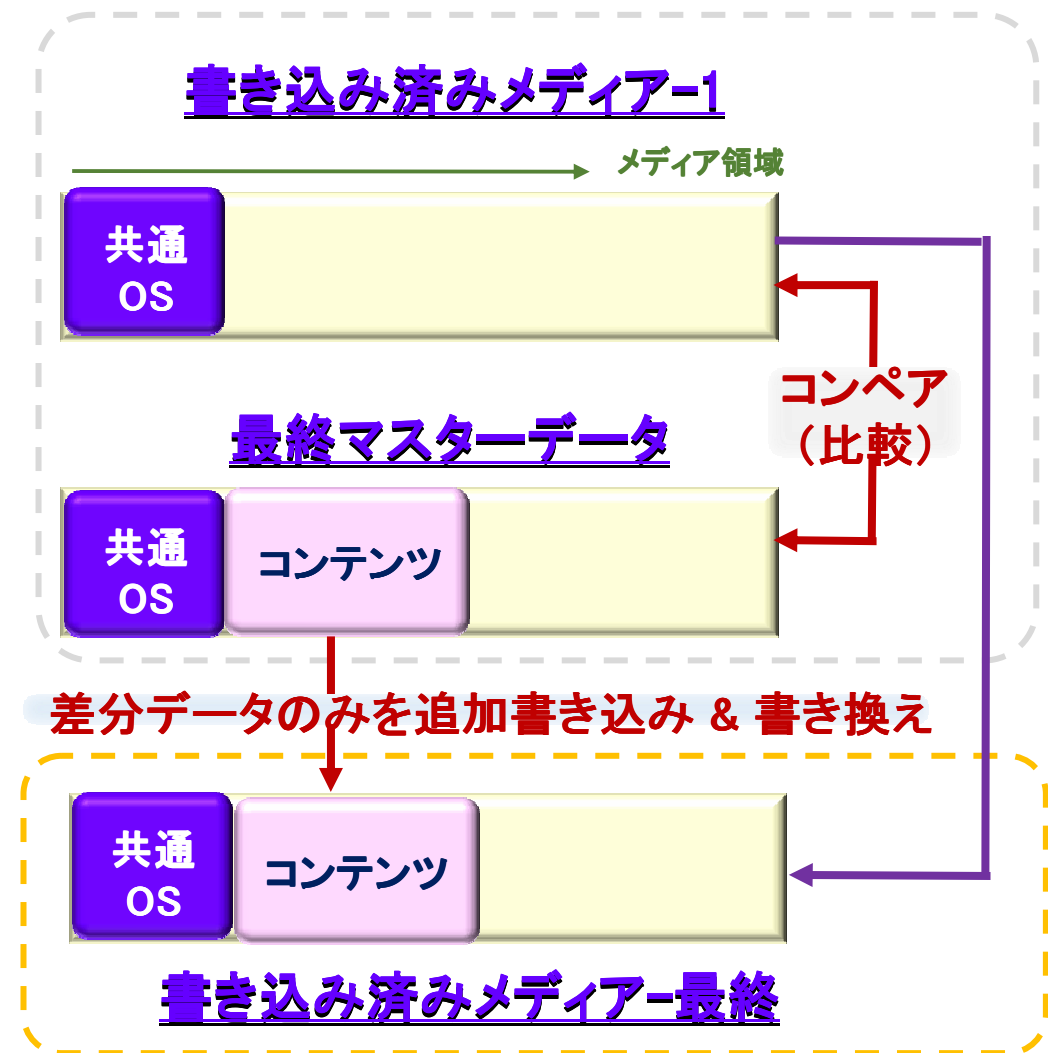 書き込み済みメディアｰ1
メディア領域
共通
OS
コンペア
（比較）
最終マスターデータ
共通
OS
コンテンツ
差分データのみを追加書き込み & 書き換え
共通
OS
コンテンツ
書き込み済みメディアｰ最終